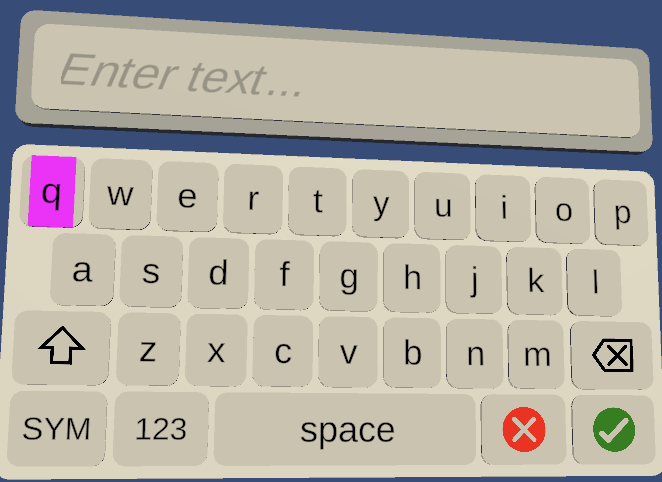 Enter text...
q w e r t y u i o p
a s d f g h j k l
z x c v b n m
SYM 123 space